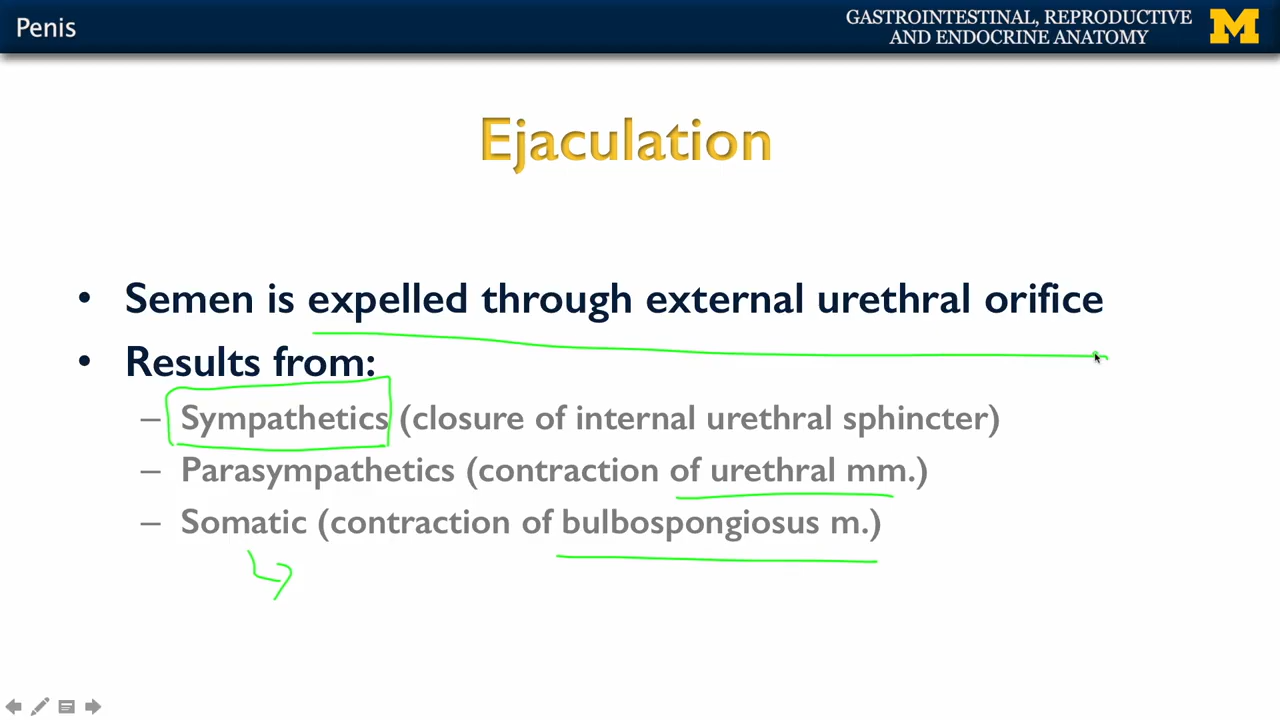 Penis
GASTROINTESTINAL, REPRODUCTIVE
AND ENDOCRINE ANATOMY
M
Ejaculation
• Semen is expelled through external urethral orifice
• Results from:
– Sympathetics (closure of internal urethral sphincter)
– Parasympathetics (contraction of urethral mm.)
– Somatic (contraction of bulbospongiosus m.)